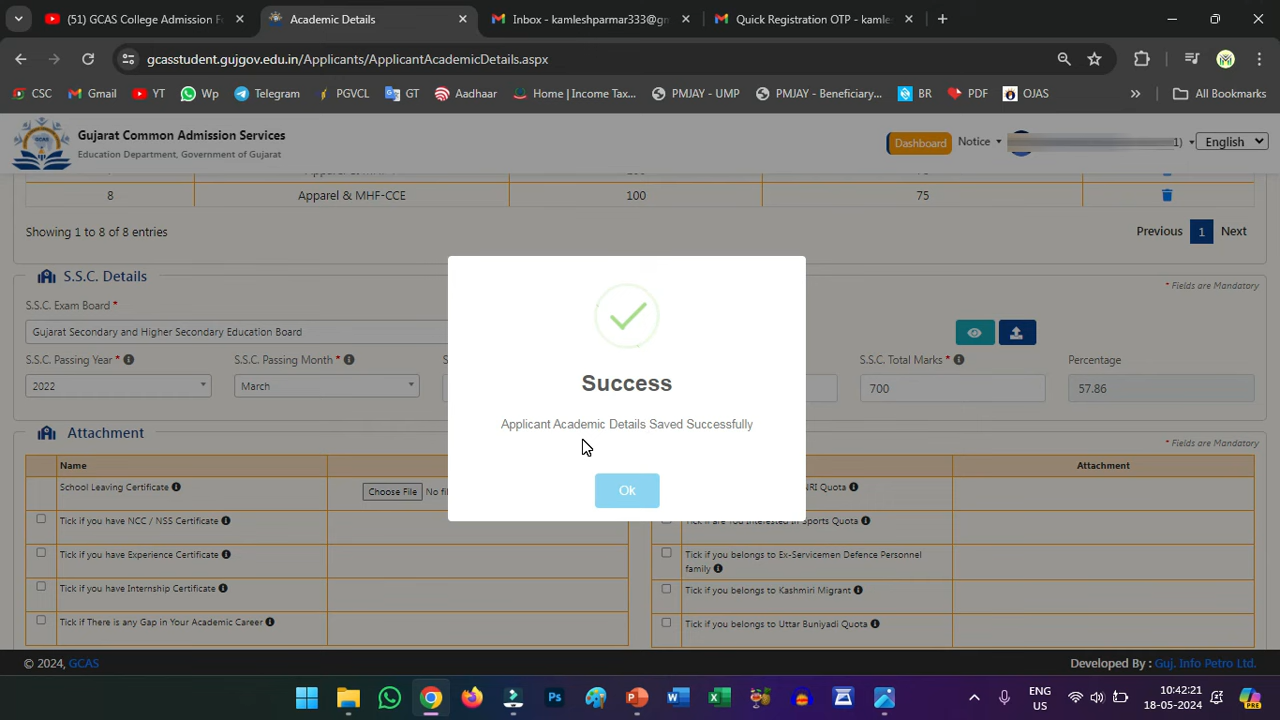 (51) GCAS College Admission F
Academic Details
Inbox - kamleshparmar333@gm
Quick Registration OTP - kamle
gcasstudent.gujgov.edu.in/Applicants/ApplicantAcademicDetails.aspx
CSC
Gmail
YT
Wp
Telegram
PGVCL
GT
Aadhaar
Home | Income Tax...
PMJAY - UMP
PMJAY - Beneficiary...
BR
PDF
OJAS
All Bookmarks
Gujarat Common Admission Services
Education Department, Government of Gujarat
Dashboard
Notice
1)
English
8 Apparel & MHF-CCE 100 75
Showing 1 to 8 of 8 entries
Previous 1 Next
S.S.C. Details
* Fields are Mandatory
S.S.C. Exam Board *
Gujarat Secondary and Higher Secondary Education Board
S.S.C. Passing Year *
S.S.C. Passing Month *
S.S.C. Total Marks *
Percentage
2022
March
700
57.86
Success
Applicant Academic Details Saved Successfully
Ok
Attachment
* Fields are Mandatory
Name
Attachment
School Leaving Certificate
Choose File No fil
NRI Quota
Tick if you have NCC / NSS Certificate
Tick if are You Interested in Sports Quota
Tick if you have Experience Certificate
Tick if you belongs to Ex-Servicemen Defence Personnel
family
Tick if you have Internship Certificate
Tick if you belongs to Kashmiri Migrant
Tick if There is any Gap in Your Academic Career
Tick if you belongs to Uttar Buniyadi Quota
© 2024, GCAS
Developed By : Guj. Info Petro Ltd.
ENG
US
10:42:21
18-05-2024